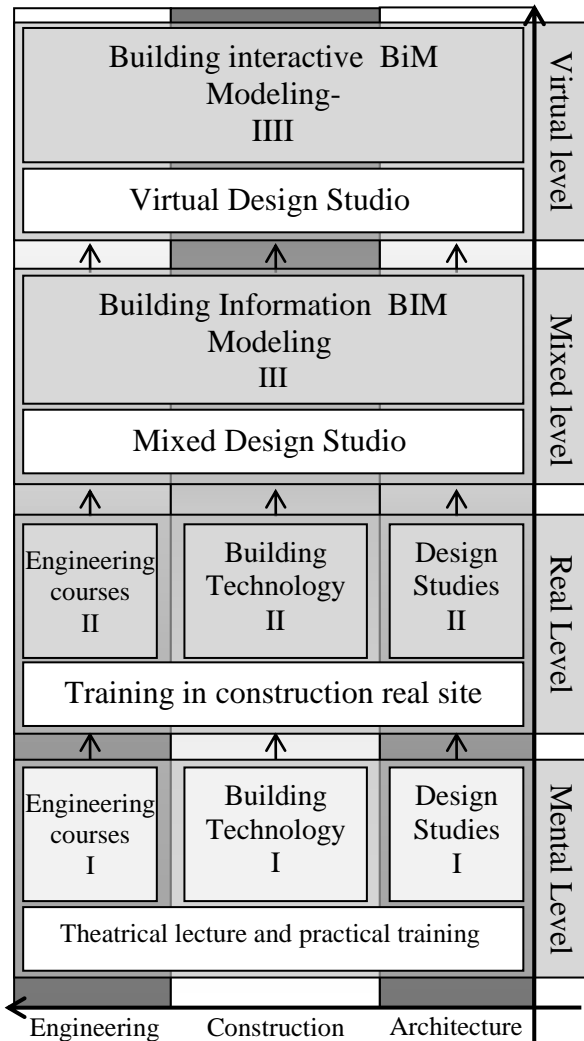 Building interactive BiM
Modeling-
IIII
Virtual Design Studio
Virtual level
Building Information BIM
Modeling
III
Mixed Design Studio
Mixed level
Engineering
courses
II
Building
Technology
II
Design
Studies
II
Training in construction real site
Real Level
Engineering
courses
I
Building
Technology
I
Design
Studies
I
Theatrical lecture and practical training
Mental Level
Engineering
Construction
Architecture